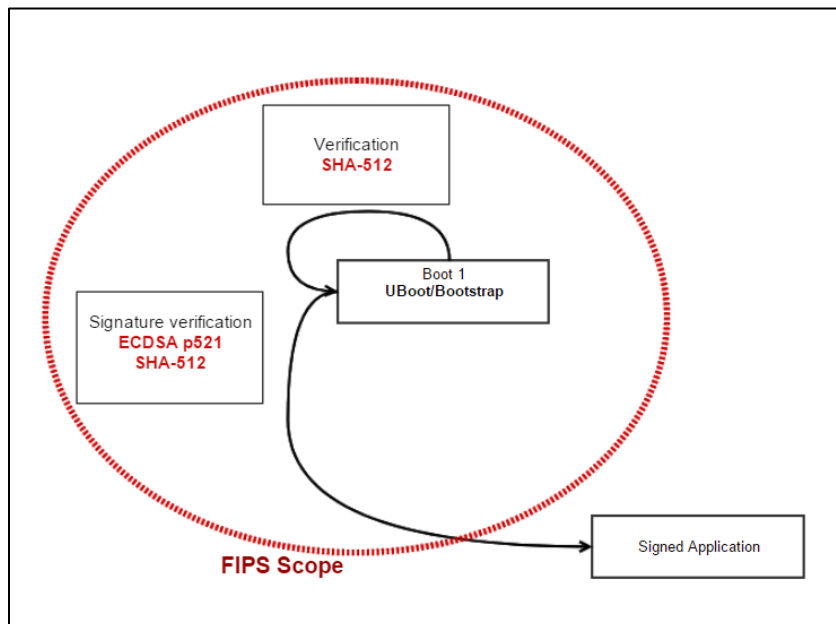 Verification
SHA-512
Boot 1
UBoot/Bootstrap
Signature verification
ECDSA p521
SHA-512
Signed Application
FIPS Scope